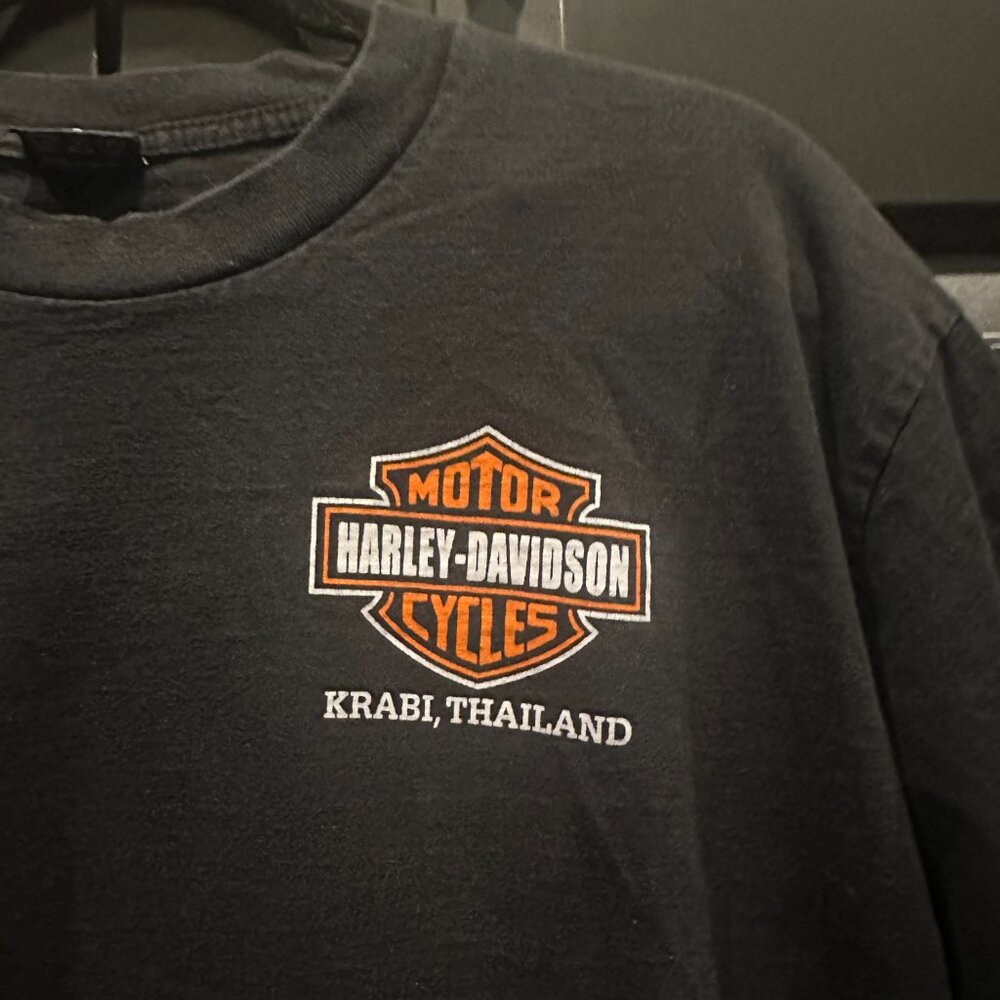 MOTOR
HARLEY-DAVIDSON
CYCLES
KRABI, THAILAND